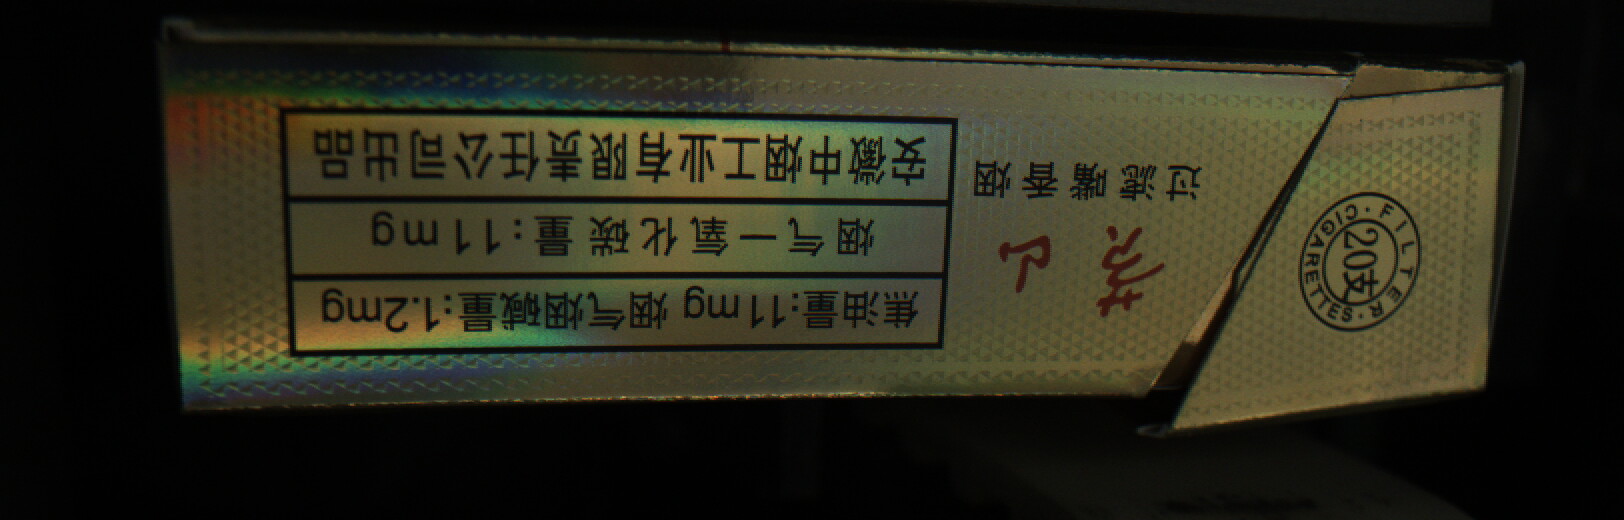 FILTER·CIGARETTES·
20支
黄山
过滤嘴香烟
焦油量:11mg 烟气烟碱量:1.2mg
烟气一氧化碳量:11mg
安徽中烟工业有限责任公司出品